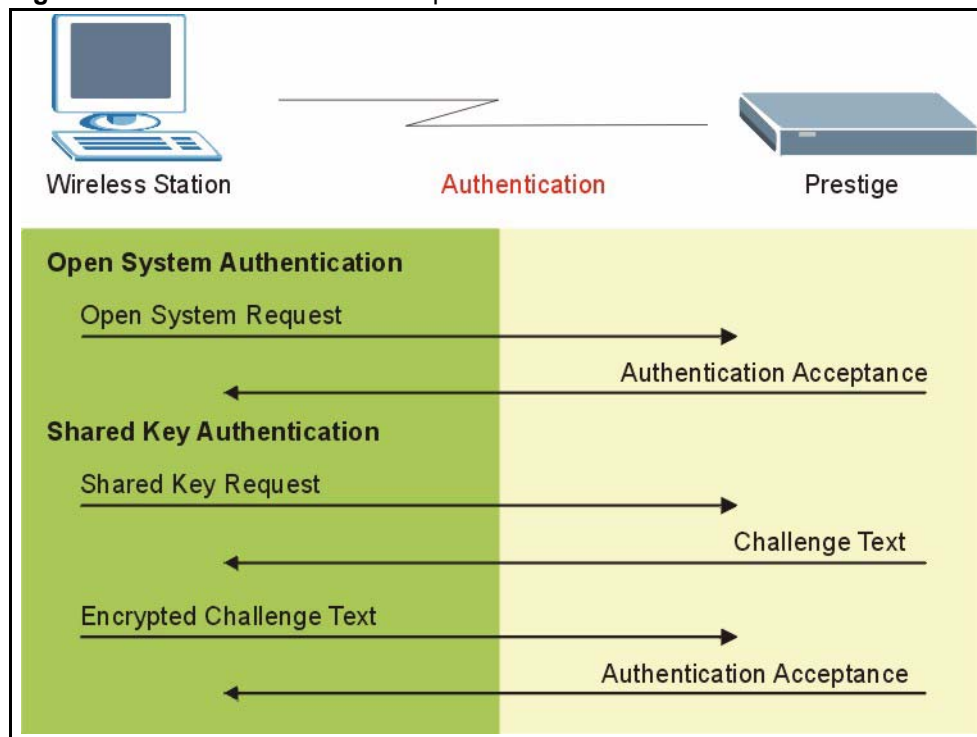 Wireless Station
Authentication
Prestige
Open System Authentication
Open System Request
Authentication Acceptance
Shared Key Authentication
Shared Key Request
Challenge Text
Encrypted Challenge Text
Authentication Acceptance